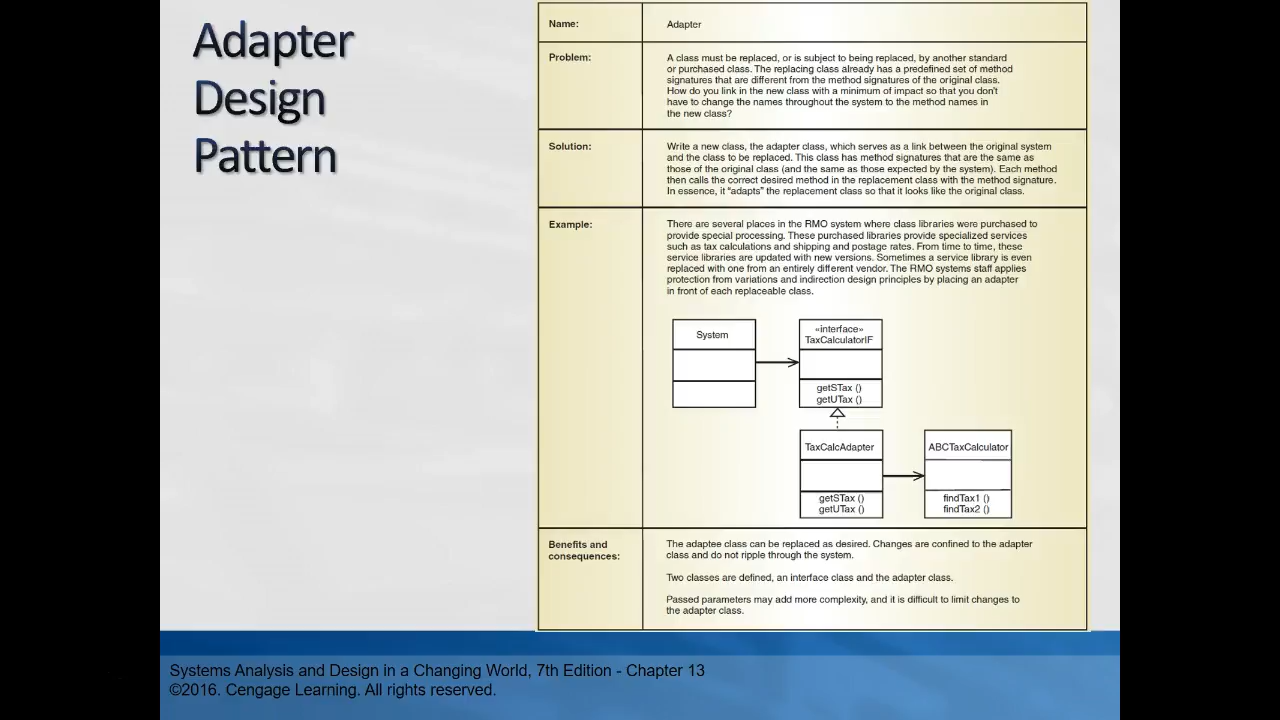 Adapter
Design
Pattern
Name:
Adapter
Problem:
A class must be replaced, or is subject to being replaced, by another standard
or purchased class. The replacing class already has a predefined set of method
signatures that are different from the method signatures of the original class.
How do you link in the new class with a minimum of impact so that you don't
have to change the names throughout the system to the method names in
the new class?
Solution:
Write a new class, the adapter class, which serves as a link between the original system
and the class to be replaced. This class has method signatures that are the same as
those of the original class (and the same as those expected by the system). Each method
then calls the correct desired method in the replacement class with the method signature.
In essence, it “adapts” the replacement class so that it looks like the original class.
Example:
There are several places in the RMO system where class libraries were purchased to
provide special processing. These purchased libraries provide specialized services
such as tax calculations and shipping and postage rates. From time to time, these
service libraries are updated with new versions. Sometimes a service library is even
replaced with one from an entirely different vendor. The RMO systems staff applies
protection from variations and indirection design principles by placing an adapter
in front of each replaceable class.
System
«interface»
TaxCalculatorIF
getSTax ()
getUTax ()
TaxCalcAdapter
getSTax ()
getUTax ()
ABCTaxCalculator
findTax1 ()
findTax2 ()
Benefits and
consequences:
The adaptee class can be replaced as desired. Changes are confined to the adapter
class and do not ripple through the system.
Two classes are defined, an interface class and the adapter class.
Passed parameters may add more complexity, and it is difficult to limit changes to
the adapter class.
Systems Analysis and Design in a Changing World, 7th Edition - Chapter 13
©2016. Cengage Learning. All rights reserved.